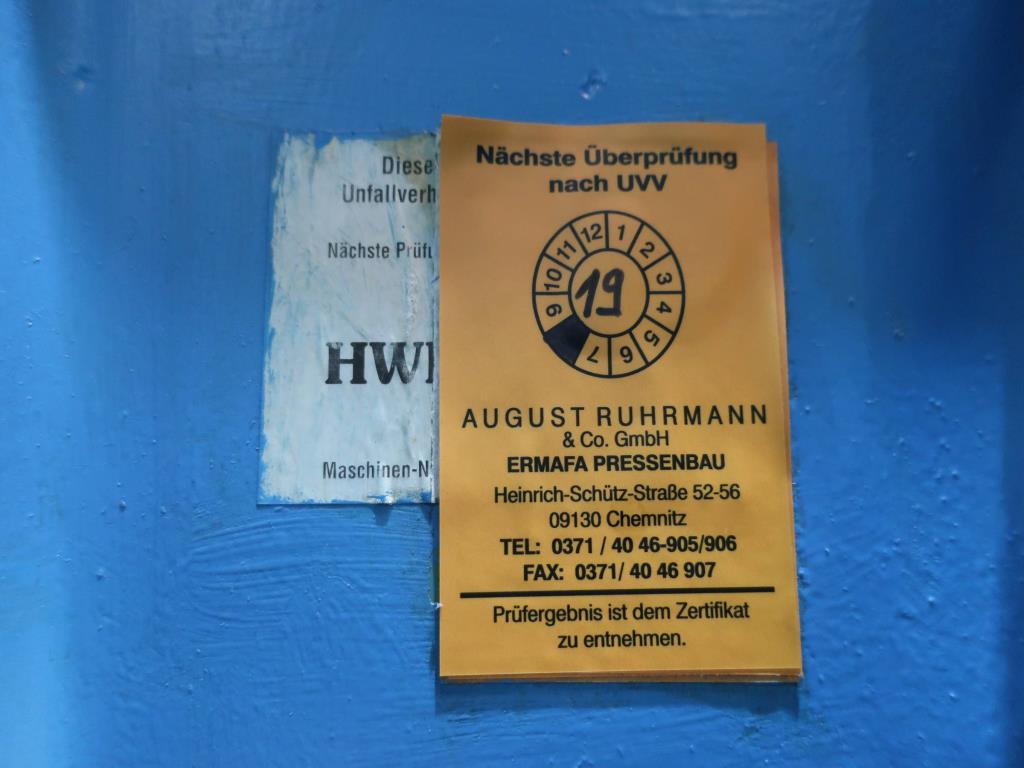 Diese
Unfallverh
Nächste Prüfu
HW
Maschinen-N
Nächste Überprüfung
nach UVV
12 1 2 3 4 5 6 7 9 10 11
19
AUGUST RUHRMANN
& Co. GmbH
ERMAFA PRESSENBAU
Heinrich-Schütz-Straße 52-56
09130 Chemnitz
TEL: 0371 / 40 46-905/906
FAX: 0371/ 40 46 907
Prüfergebnis ist dem Zertifikat
zu entnehmen.